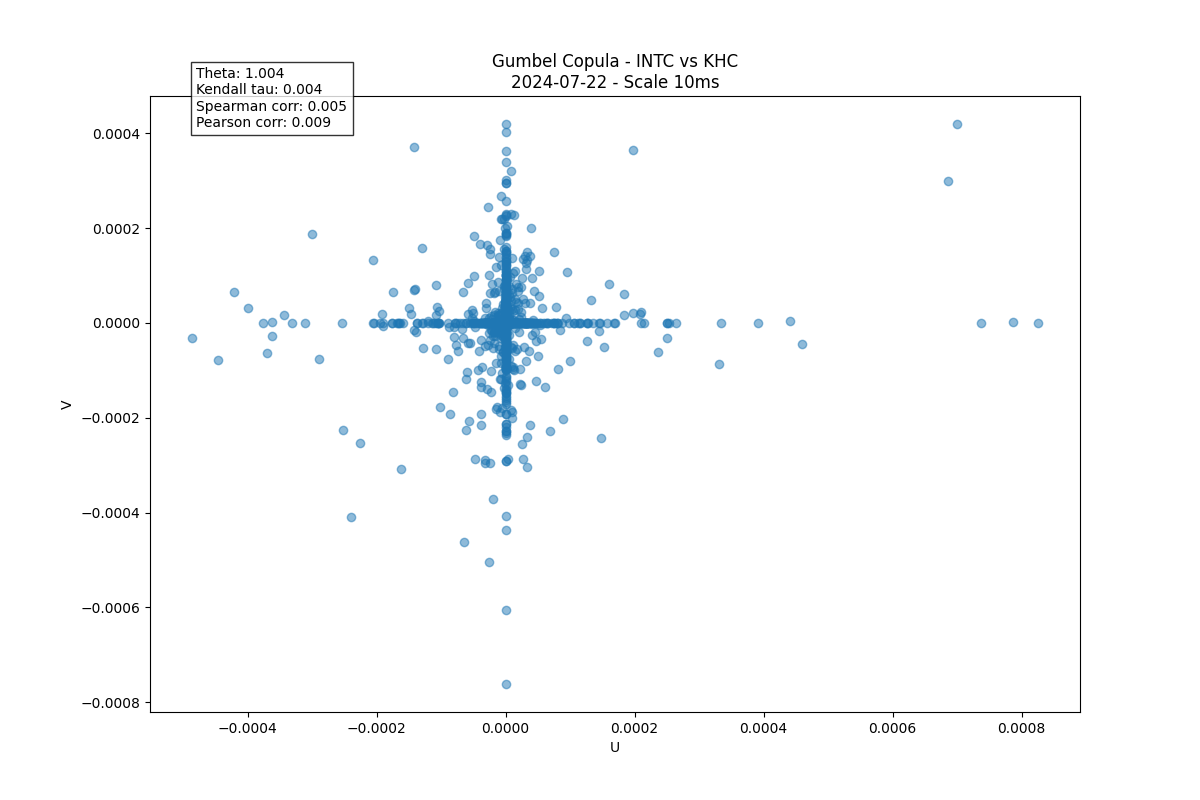 Gumbel Copula - INTC vs KHC
2024-07-22 - Scale 10ms
Theta: 1.004
Kendall tau: 0.004
Spearman corr: 0.005
Pearson corr: 0.009
0.0004
0.0002
0.0000
−0.0002
−0.0004
−0.0006
−0.0008
V
−0.0004 −0.0002 0.0000 0.0002 0.0004 0.0006 0.0008
U